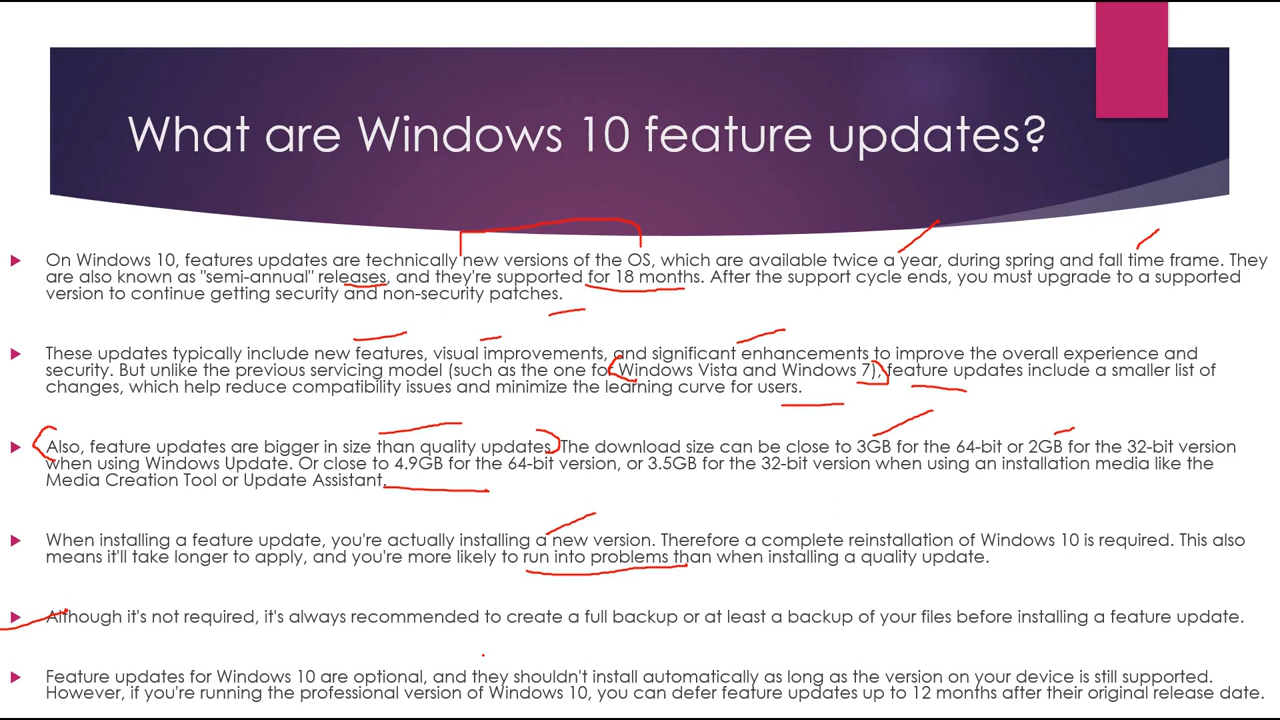 What are Windows 10 feature updates?
On Windows 10, features updates are technically new versions of the OS, which are available twice a year, during spring and fall time frame. They
are also known as "semi-annual" releases, and they're supported for 18 months. After the support cycle ends, you must upgrade to a supported
version to continue getting security and non-security patches.
These updates typically include new features, visual improvements, and significant enhancements to improve the overall experience and
security. But unlike the previous servicing model (such as the one for Windows Vista and Windows 7), feature updates include a smaller list of
changes, which help reduce compatibility issues and minimize the learning curve for users.
Also, feature updates are bigger in size than quality updates. The download size can be close to 3GB for the 64-bit or 2GB for the 32-bit version
when using Windows Update. Or close to 4.9GB for the 64-bit version, or 3.5GB for the 32-bit version when using an installation media like the
Media Creation Tool or Update Assistant.
When installing a feature update, you're actually installing a new version. Therefore a complete reinstallation of Windows 10 is required. This also
means it'll take longer to apply, and you're more likely to run into problems than when installing a quality update.
Although it's not required, it's always recommended to create a full backup or at least a backup of your files before installing a feature update.
Feature updates for Windows 10 are optional, and they shouldn't install automatically as long as the version on your device is still supported.
However, if you're running the professional version of Windows 10, you can defer feature updates up to 12 months after their original release date.